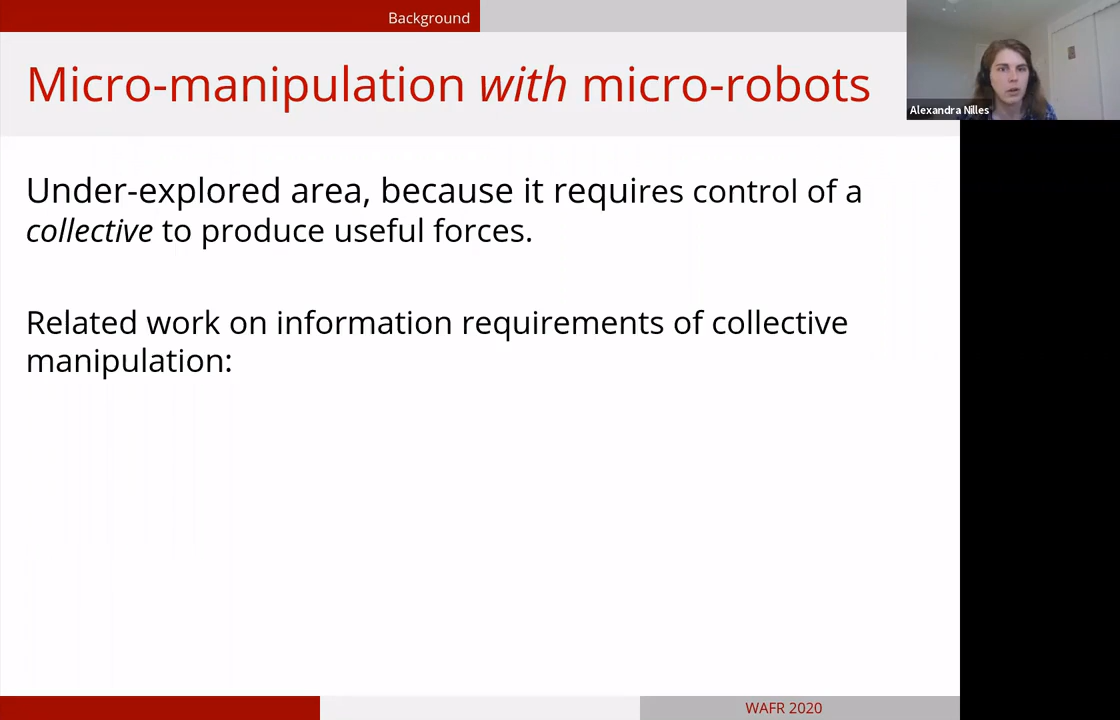 Background
Micro-manipulation with micro-robots
Alexandra Nilles
Under-explored area, because it requires control of a
collective to produce useful forces.
Related work on information requirements of collective
manipulation:
WAFR 2020